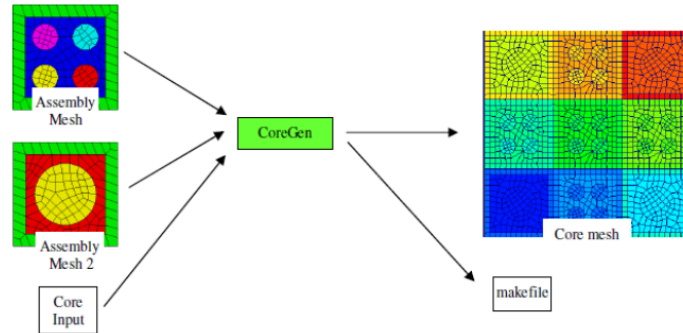 Assembly
Mesh
CoreGen
Assembly
Mesh 2
Core
Input
Core mesh
makefile